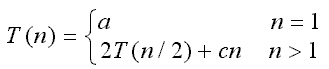 T(n) = { a n = 1
2T(n/2) + cn n > 1